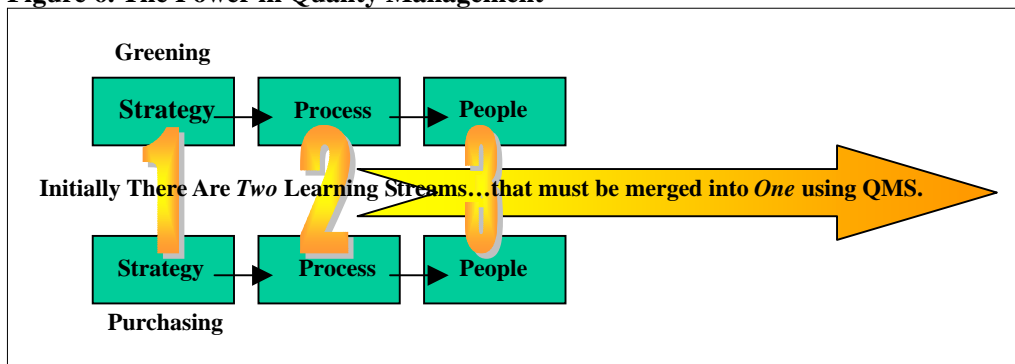 Figure 6. The Power in Quality Management
Greening
Strategy Process People
1 2 3
Initially There Are Two Learning Streams…that must be merged into One using QMS.
Strategy Process People
Purchasing